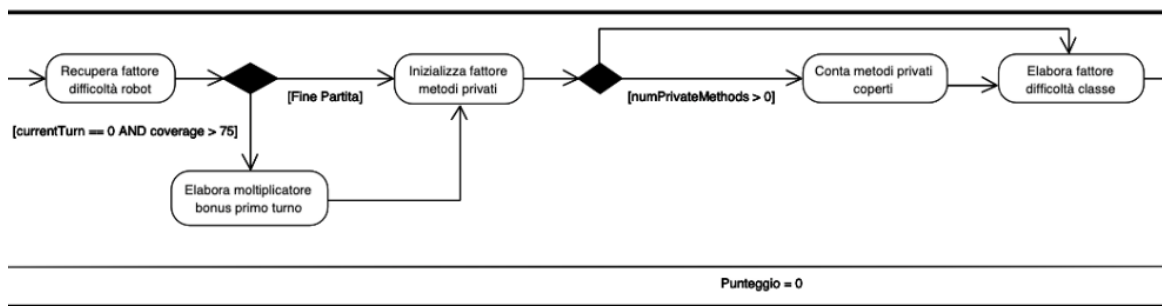 Recupera fattore
difficoltà robot
[Fine Partita]
Inizializza fattore
metodi privati
[numPrivateMethods > 0]
Conta metodi privati
coperti
Elabora fattore
difficoltà classe
[currentTurn == 0 AND coverage > 75]
Elabora moltiplicatore
bonus primo turno
Punteggio = 0